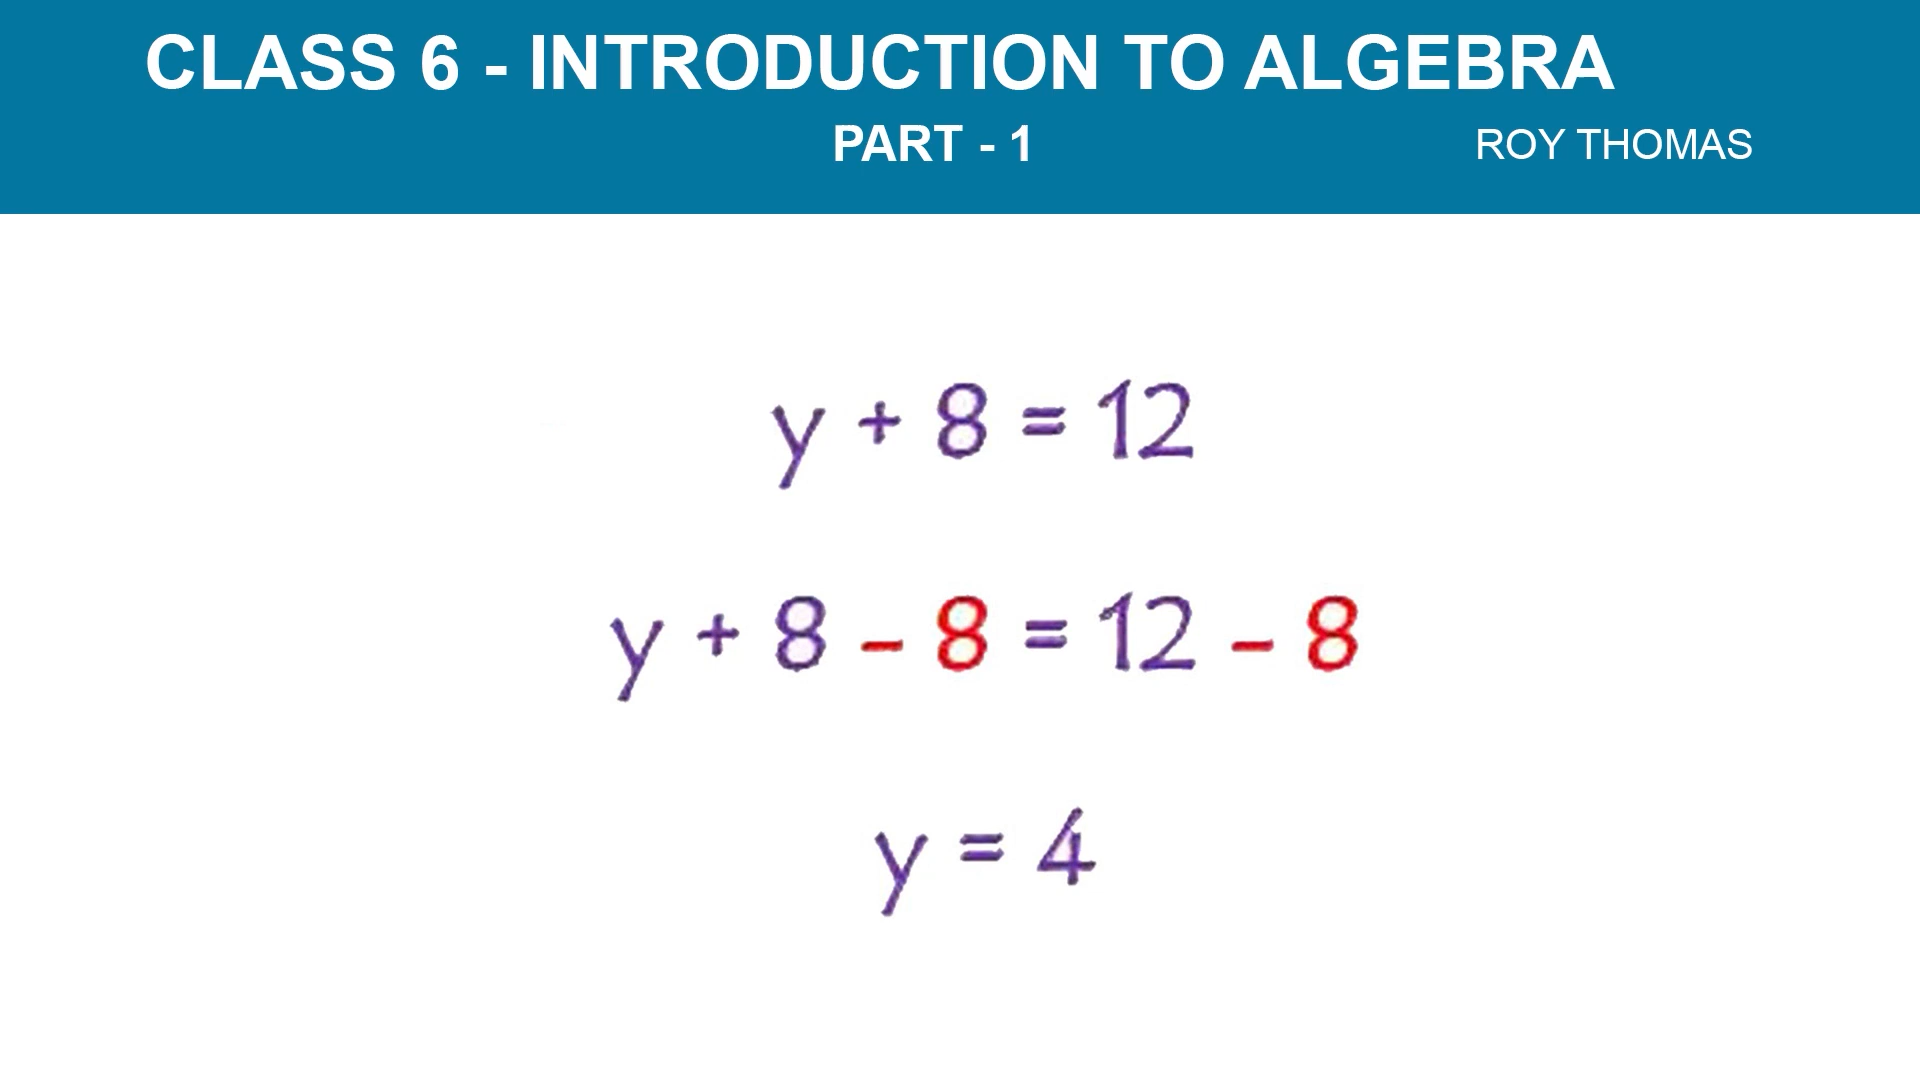 CLASS 6 - INTRODUCTION TO ALGEBRA
PART - 1 ROY THOMAS
y + 8 = 12
y + 8 - 8 = 12 - 8
y = 4